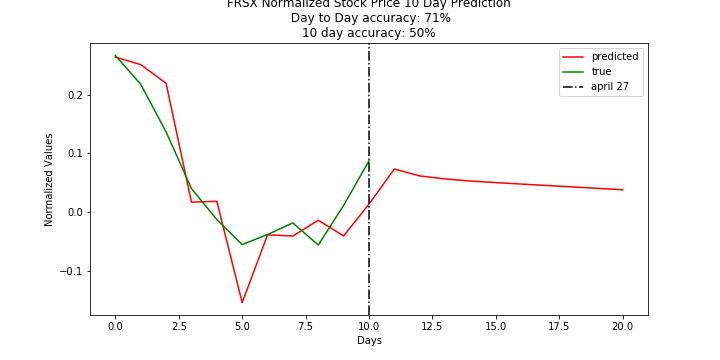 FRSX Normalized Stock Price 10 Day Prediction
Day to Day accuracy: 71%
10 day accuracy: 50%
predicted
true
april 27
Normalized Values
0.2
0.1
0.0
−0.1
0.0 2.5 5.0 7.5 10.0 12.5 15.0 17.5 20.0
Days